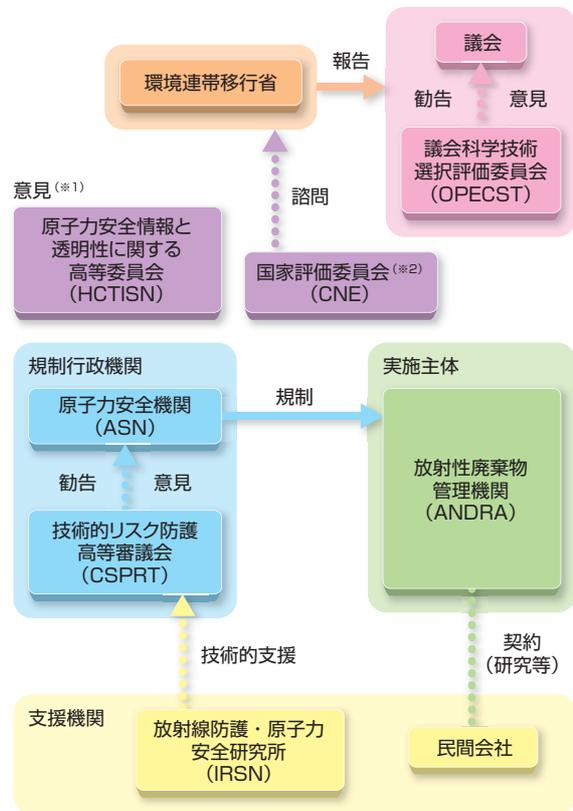 議会
報告
環境連帯移行省
勧告
意見
議会科学技術
選択評価委員会
(OPECST)
諮問
意見(※1)
原子力安全情報と
透明性に関する
高等委員会
(HCTISN)
国家評価委員会(※2)
(CNE)
規制行政機関
原子力安全機関
(ASN)
勧告
意見
技術的リスク防護
高等審議会
(CSPRT)
規制
実施主体
放射性廃棄物
管理機関
(ANDRA)
技術的支援
契約
(研究等)
支援機関
放射線防護・原子力
安全研究所
(IRSN)
民間会社